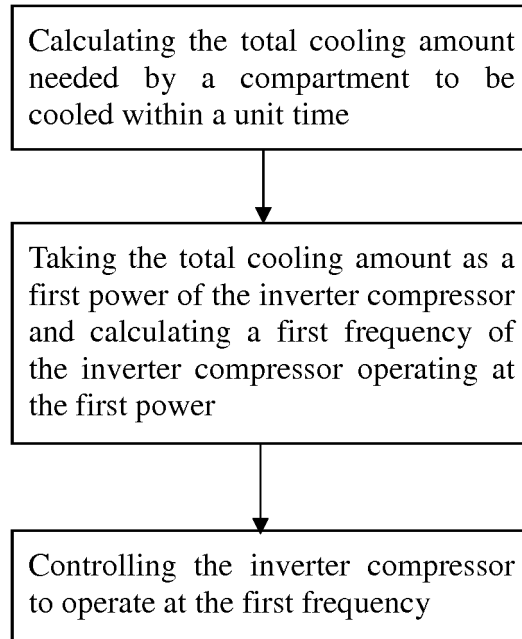 Calculating the total cooling amount
needed by a compartment to be
cooled within a unit time
Taking the total cooling amount as a
first power of the inverter compressor
and calculating a first frequency of
the inverter compressor operating at
the first power
Controlling the inverter compressor
to operate at the first frequency